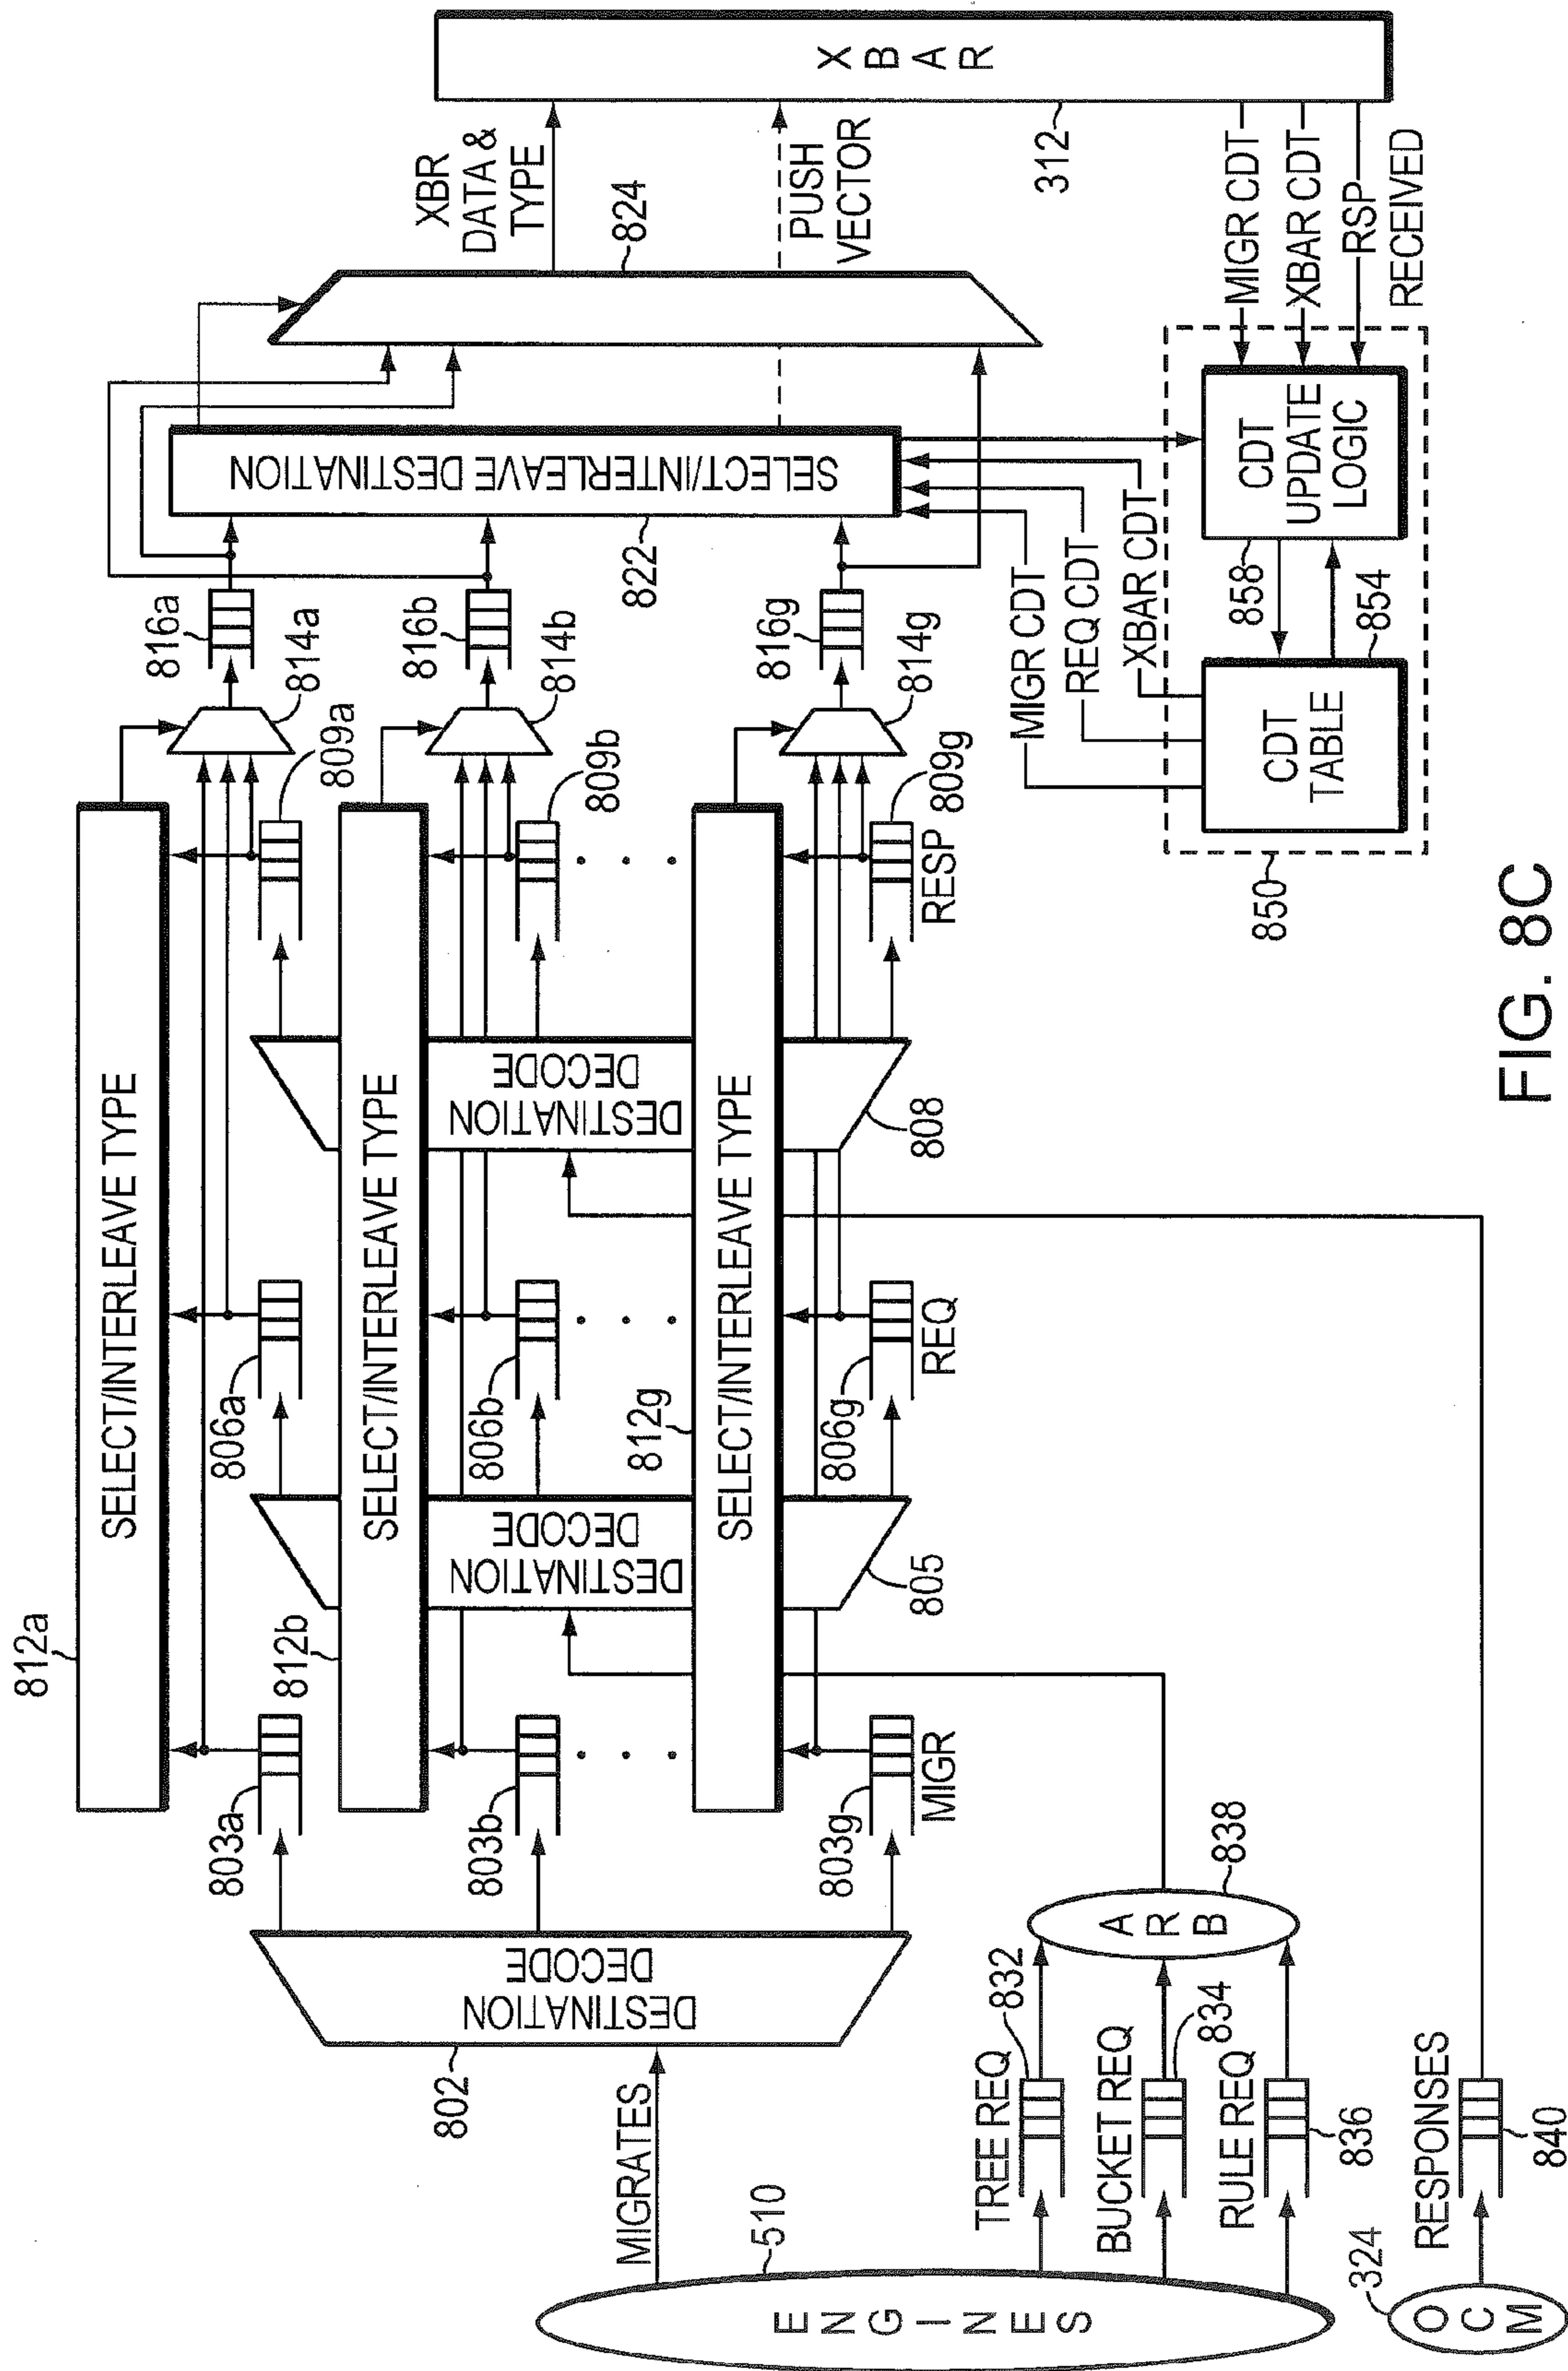 812a
SELECT/INTERLEAVE TYPE
812b
SELECT/INTERLEAVE TYPE
812g
SELECT/INTERLEAVE TYPE
MIGRATES
802
DESTINATION
DECODE
803a
803b
803g
MIGR
DESTINATION
DECODE
805
806a
806b
806g
REQ
DESTINATION
DECODE
808
809a
809b
809g
RESP
814a
814b
814g
816a
816b
816g
822
SELECT/INTERLEAVE DESTINATION
824
XBR
DATA &
TYPE
PUSH
VECTOR
XBAR
312
MIGR CDT
XBAR CDT
RSP
RECEIVED
MIGR CDT
REQ CDT
XBAR CDT
CDT
TABLE
854
858
CDT
UPDATE
LOGIC
850
ENGINES
510
TREE REQ
832
BUCKET REQ
834
RULE REQ
836
ARB
838
OCM
324
RESPONSES
840
FIG. 8C